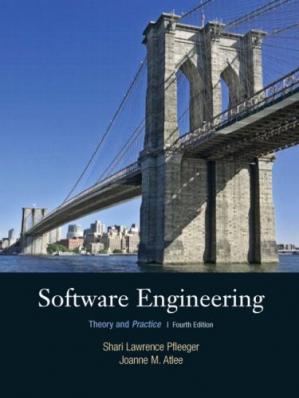 Software Engineering
Theory and Practice | Fourth Edition
Shari Lawrence Pfleeger
Joanne M. Atlee